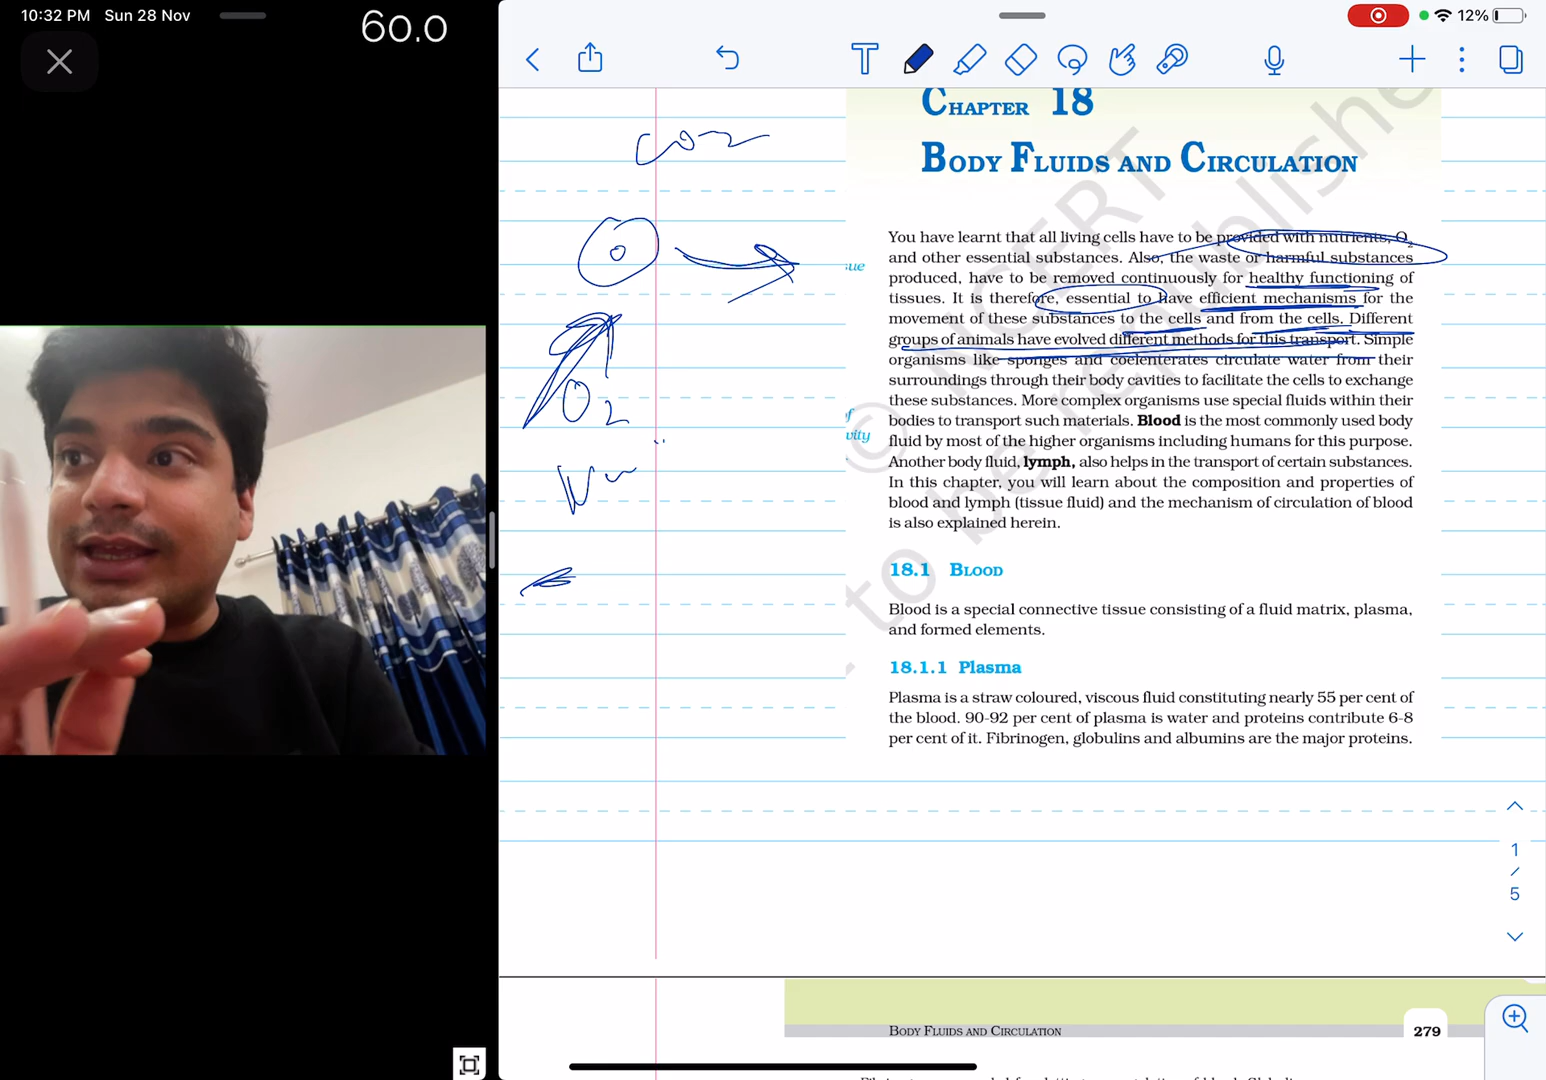 10:32 PM Sun 28 Nov
60.0
12%
T
CHAPTER 18
BODY FLUIDS AND CIRCULATION
CO2
O2
sue
of
vity
You have learnt that all living cells have to be provided with nutrients, O2
and other essential substances. Also, the waste or harmful substances
produced, have to be removed continuously for healthy functioning of
tissues. It is therefore, essential to have efficient mechanisms for the
movement of these substances to the cells and from the cells. Different
groups of animals have evolved different methods for this transport. Simple
organisms like sponges and coelenterates circulate water from their
surroundings through their body cavities to facilitate the cells to exchange
these substances. More complex organisms use special fluids within their
bodies to transport such materials. Blood is the most commonly used body
fluid by most of the higher organisms including humans for this purpose.
Another body fluid, lymph, also helps in the transport of certain substances.
In this chapter, you will learn about the composition and properties of
blood and lymph (tissue fluid) and the mechanism of circulation of blood
is also explained herein.
18.1 BLOOD
Blood is a special connective tissue consisting of a fluid matrix, plasma,
and formed elements.
18.1.1 Plasma
Plasma is a straw coloured, viscous fluid constituting nearly 55 per cent of
the blood. 90-92 per cent of plasma is water and proteins contribute 6-8
per cent of it. Fibrinogen, globulins and albumins are the major proteins.
© NCERT
to be republishe
1
/
5
BODY FLUIDS AND CIRCULATION
279